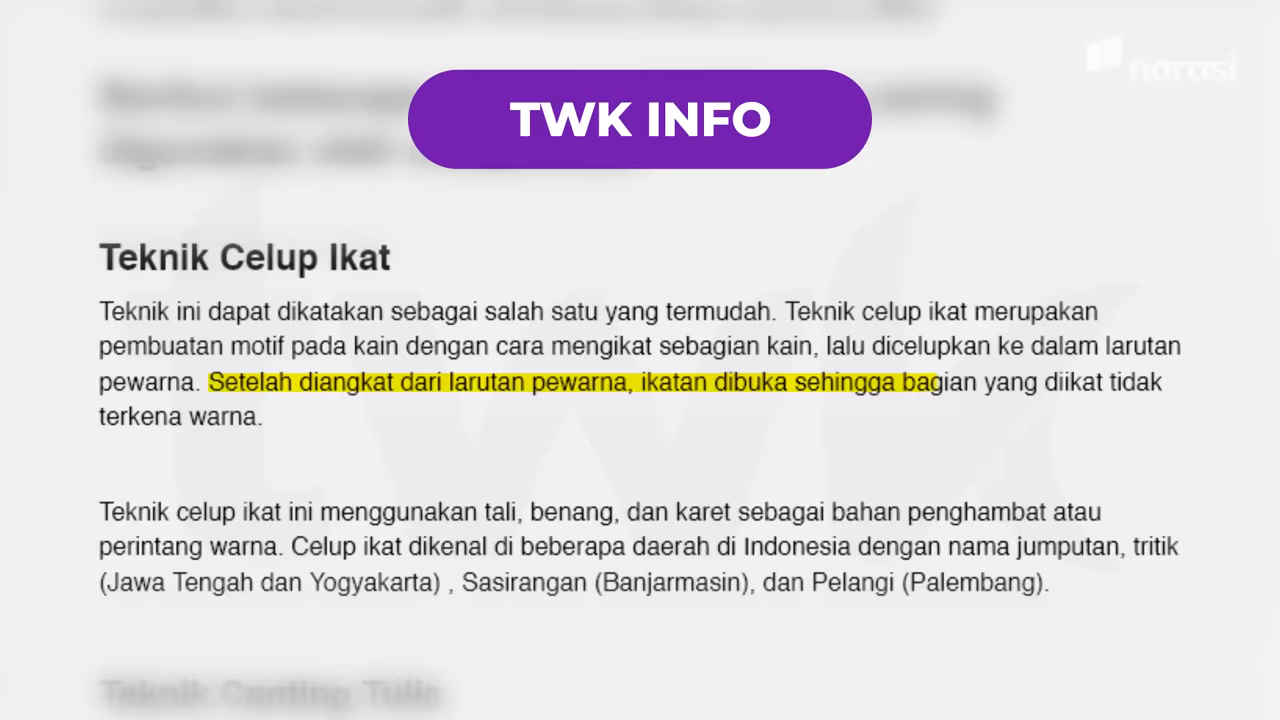 narasi
TWK INFO
Teknik Celup Ikat
Teknik ini dapat dikatakan sebagai salah satu yang termudah. Teknik celup ikat merupakan
pembuatan motif pada kain dengan cara mengikat sebagian kain, lalu dicelupkan ke dalam larutan
pewarna. Setelah diangkat dari larutan pewarna, ikatan dibuka sehingga bagian yang diikat tidak
terkena warna.
Teknik celup ikat ini menggunakan tali, benang, dan karet sebagai bahan penghambat atau
perintang warna. Celup ikat dikenal di beberapa daerah di Indonesia dengan nama jumputan, tritik
(Jawa Tengah dan Yogyakarta) , Sasirangan (Banjarmasin), dan Pelangi (Palembang).
Teknik Canting Tulis